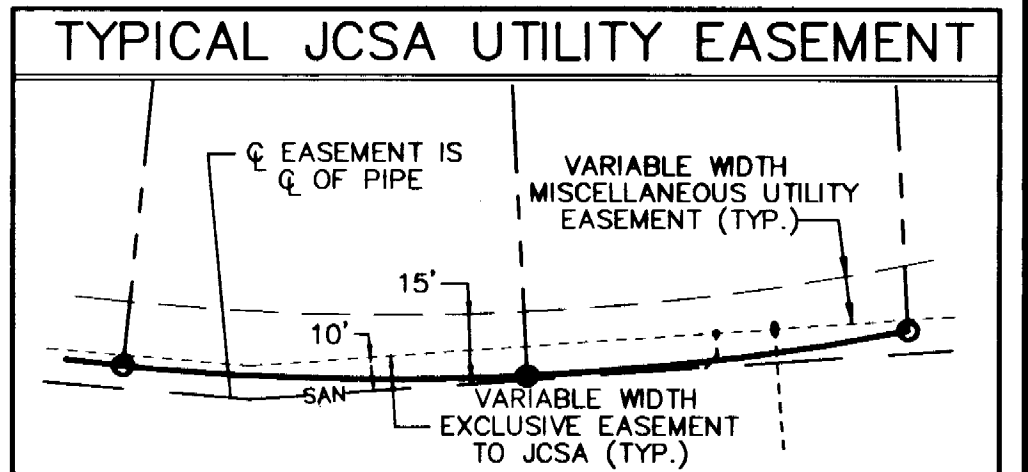 TYPICAL JCSA UTILITY EASEMENT
℄ EASEMENT IS
℄ OF PIPE
VARIABLE WIDTH
MISCELLANEOUS UTILITY
EASEMENT (TYP.)
15'
10'
SAN
VARIABLE WIDTH
EXCLUSIVE EASEMENT
TO JCSA (TYP.)